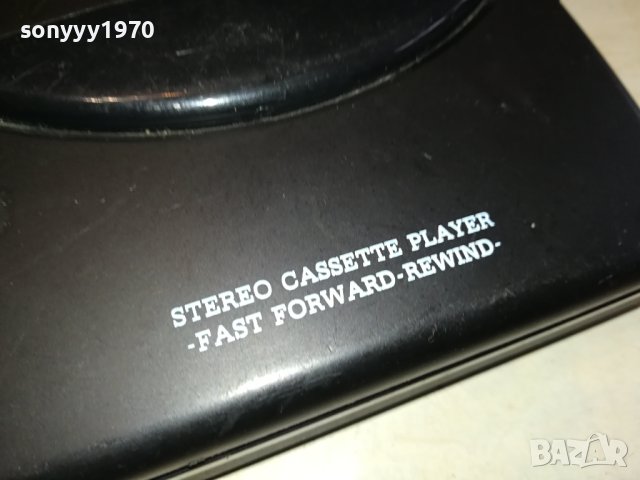 sonyyy1970
STEREO CASSETTE PLAYER
-FAST FORWARD-REWIND-
BAZAR